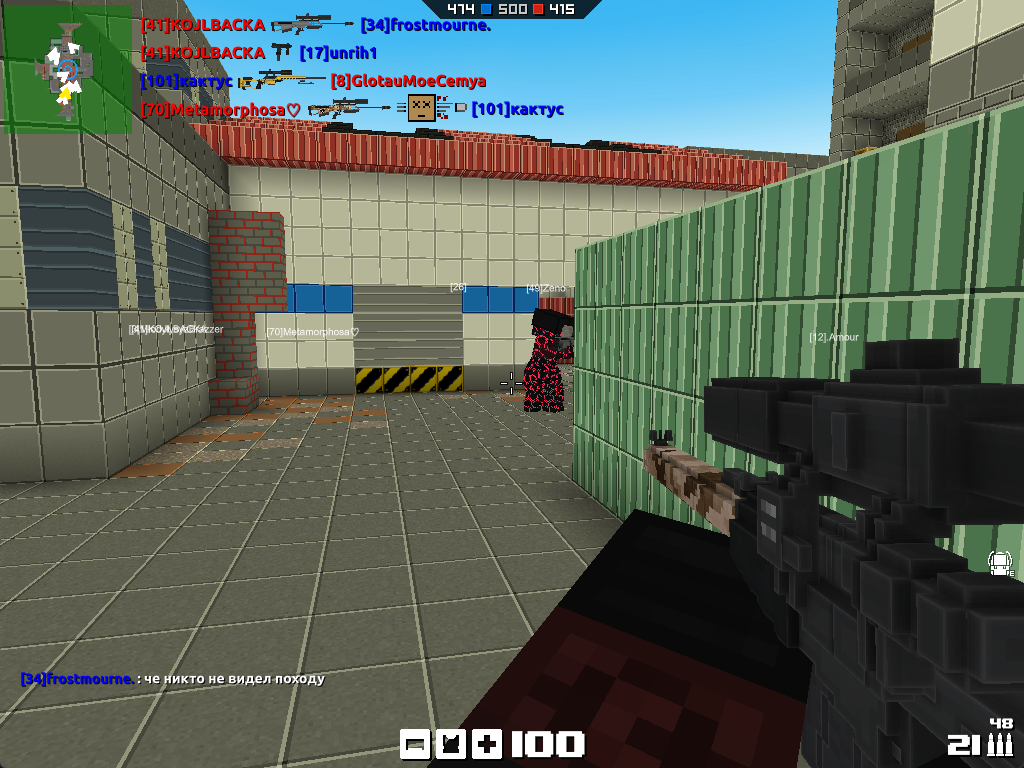 474 500 415
[41]KOJLBACKA [34]frostmourne.
[41]KOJLBACKA [17]unrih1
[101]кактус [8]GlotauMoeCemya
[70]Metamorphosa♡ [101]кактус
[26] [49]Zeno
[70]Metamorphosa♡ [12].Amour
[34]frostmourne. : че никто не видел походу
100
48
21